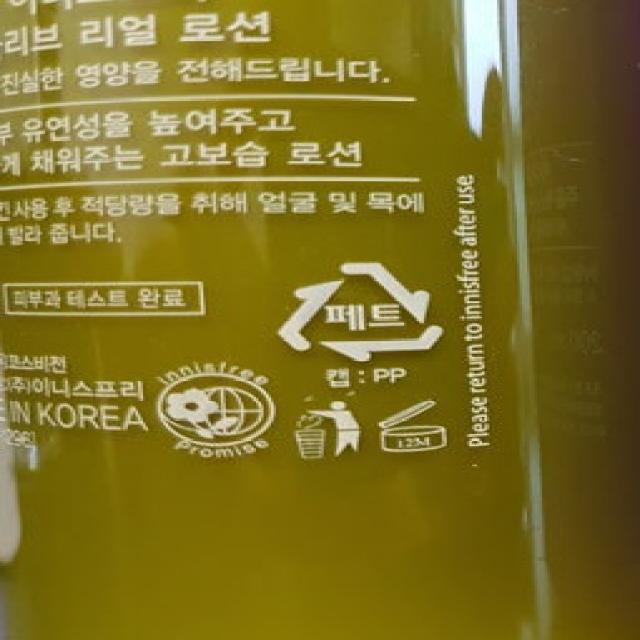 리브 리얼 로션
진실한 영양을 전해드립니다.
유연성을 높여주고
채워주는 고보습 로션
사용 후 적당량을 취해 얼굴 및 목에
발라 줍니다.
피부과 테스트 완료
페트
캡 : PP
이니스프리
IN KOREA
innisfree
Promise
12M
Please return to innisfree after use